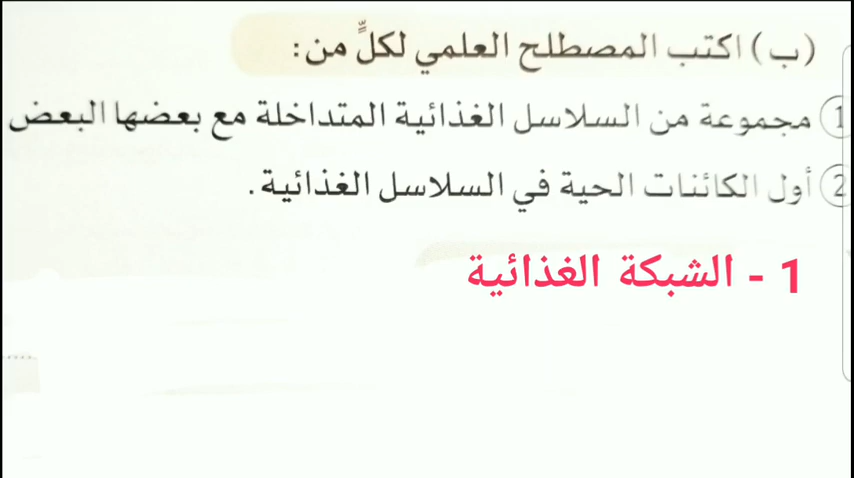 (ب) اكتب المصطلح العلمي لكلٍّ من:
1 مجموعة من السلاسل الغذائية المتداخلة مع بعضها البعض
2 أول الكائنات الحية في السلاسل الغذائية.
1 - الشبكة الغذائية